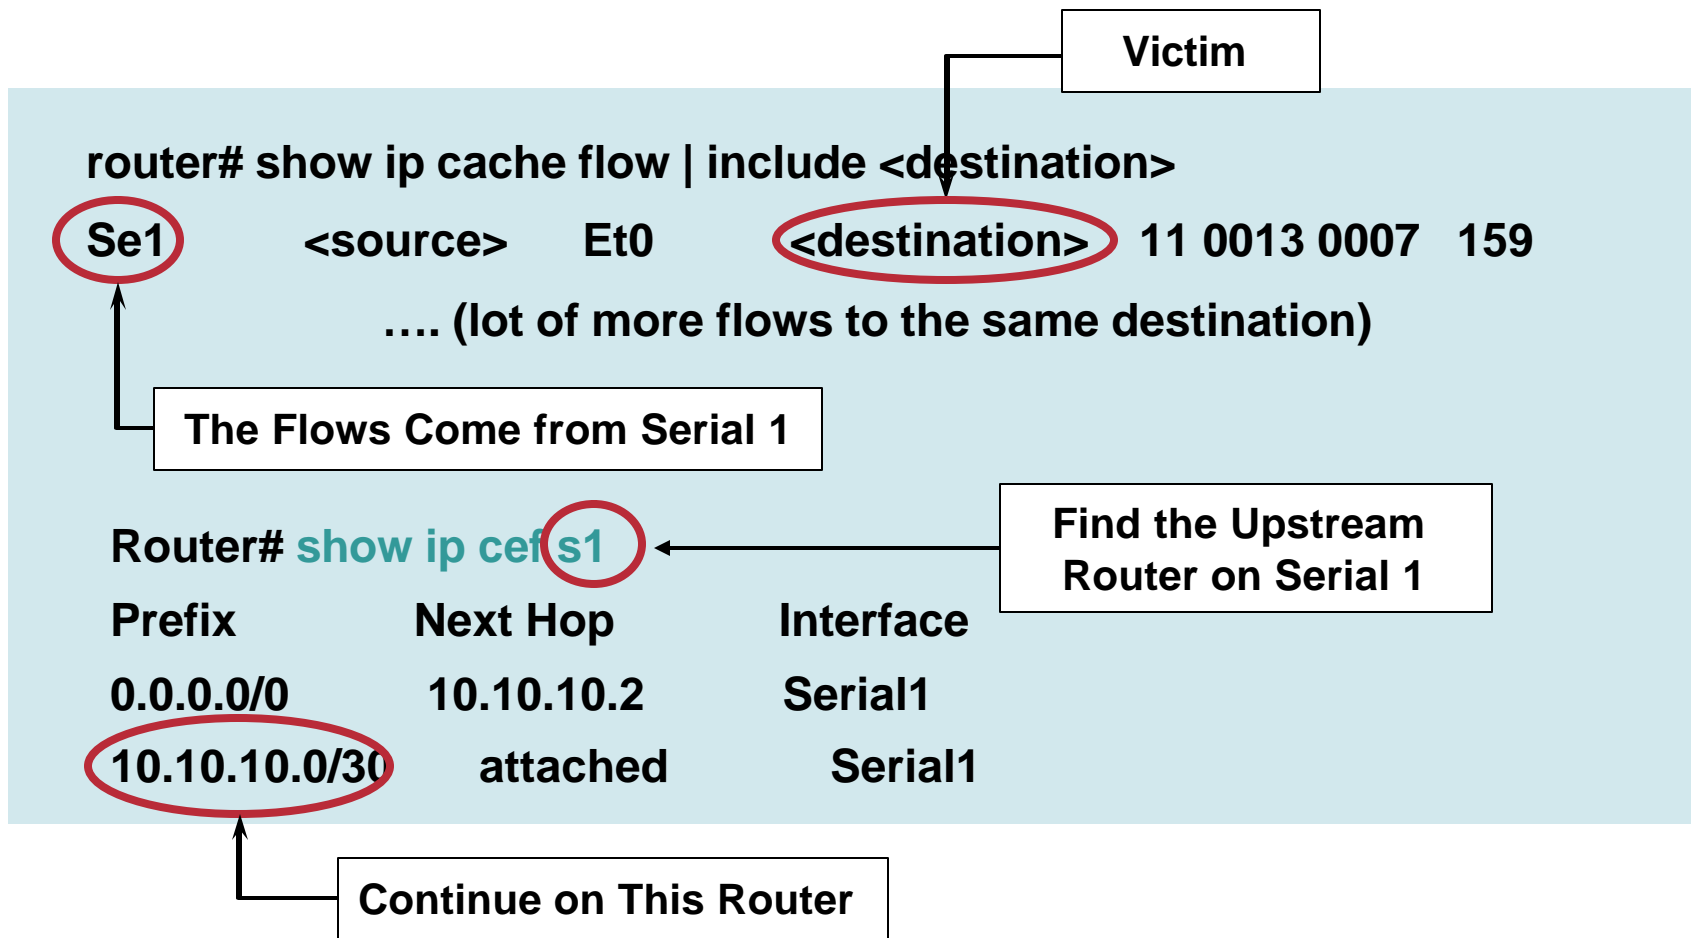 Victim
router# show ip cache flow | include <destination>
Se1 <source> Et0 <destination> 11 0013 0007 159
…. (lot of more flows to the same destination)
The Flows Come from Serial 1
Find the Upstream
Router on Serial 1
Router# show ip cef s1
Prefix Next Hop Interface
0.0.0.0/0 10.10.10.2 Serial1
10.10.10.0/30 attached Serial1
Continue on This Router